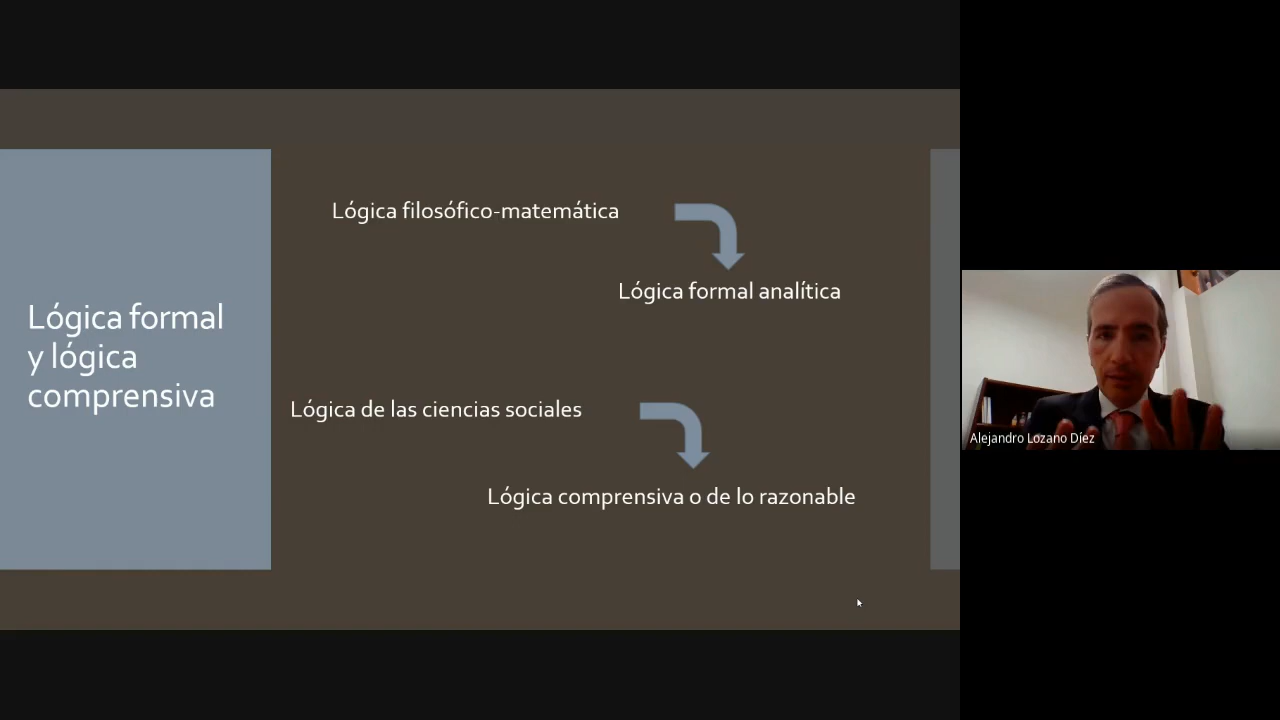 Lógica formal
y lógica
comprensiva
Lógica filosófico-matemática
Lógica formal analítica
Lógica de las ciencias sociales
Lógica comprensiva o de lo razonable
Alejandro Lozano Díez